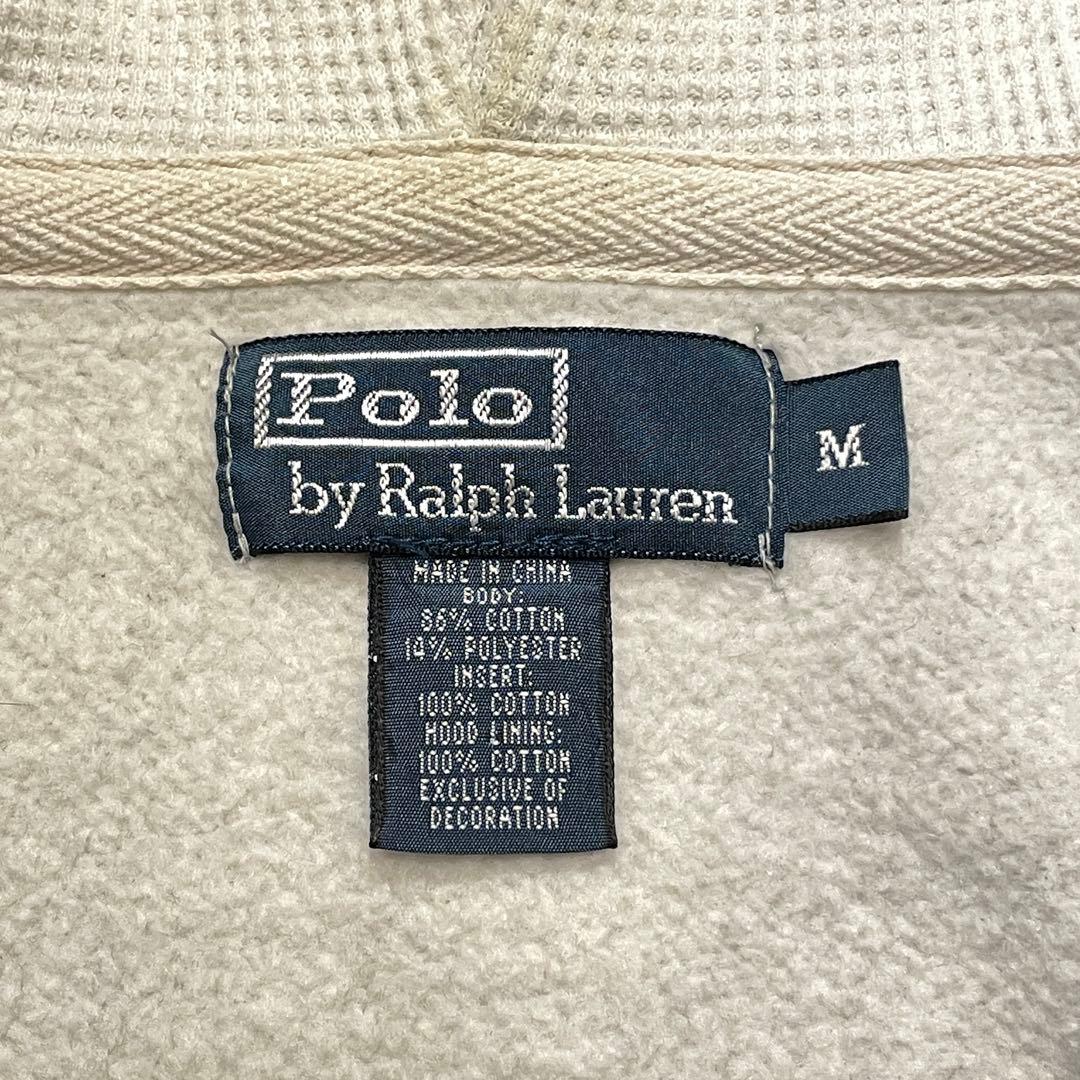 Polo
by Ralph Lauren
M
MADE IN CHINA
BODY:
86% COTTON
14% POLYESTER
INSERT:
100% COTTON
HOOD LINING:
100% COTTON
EXCLUSIVE OF
DECORATION